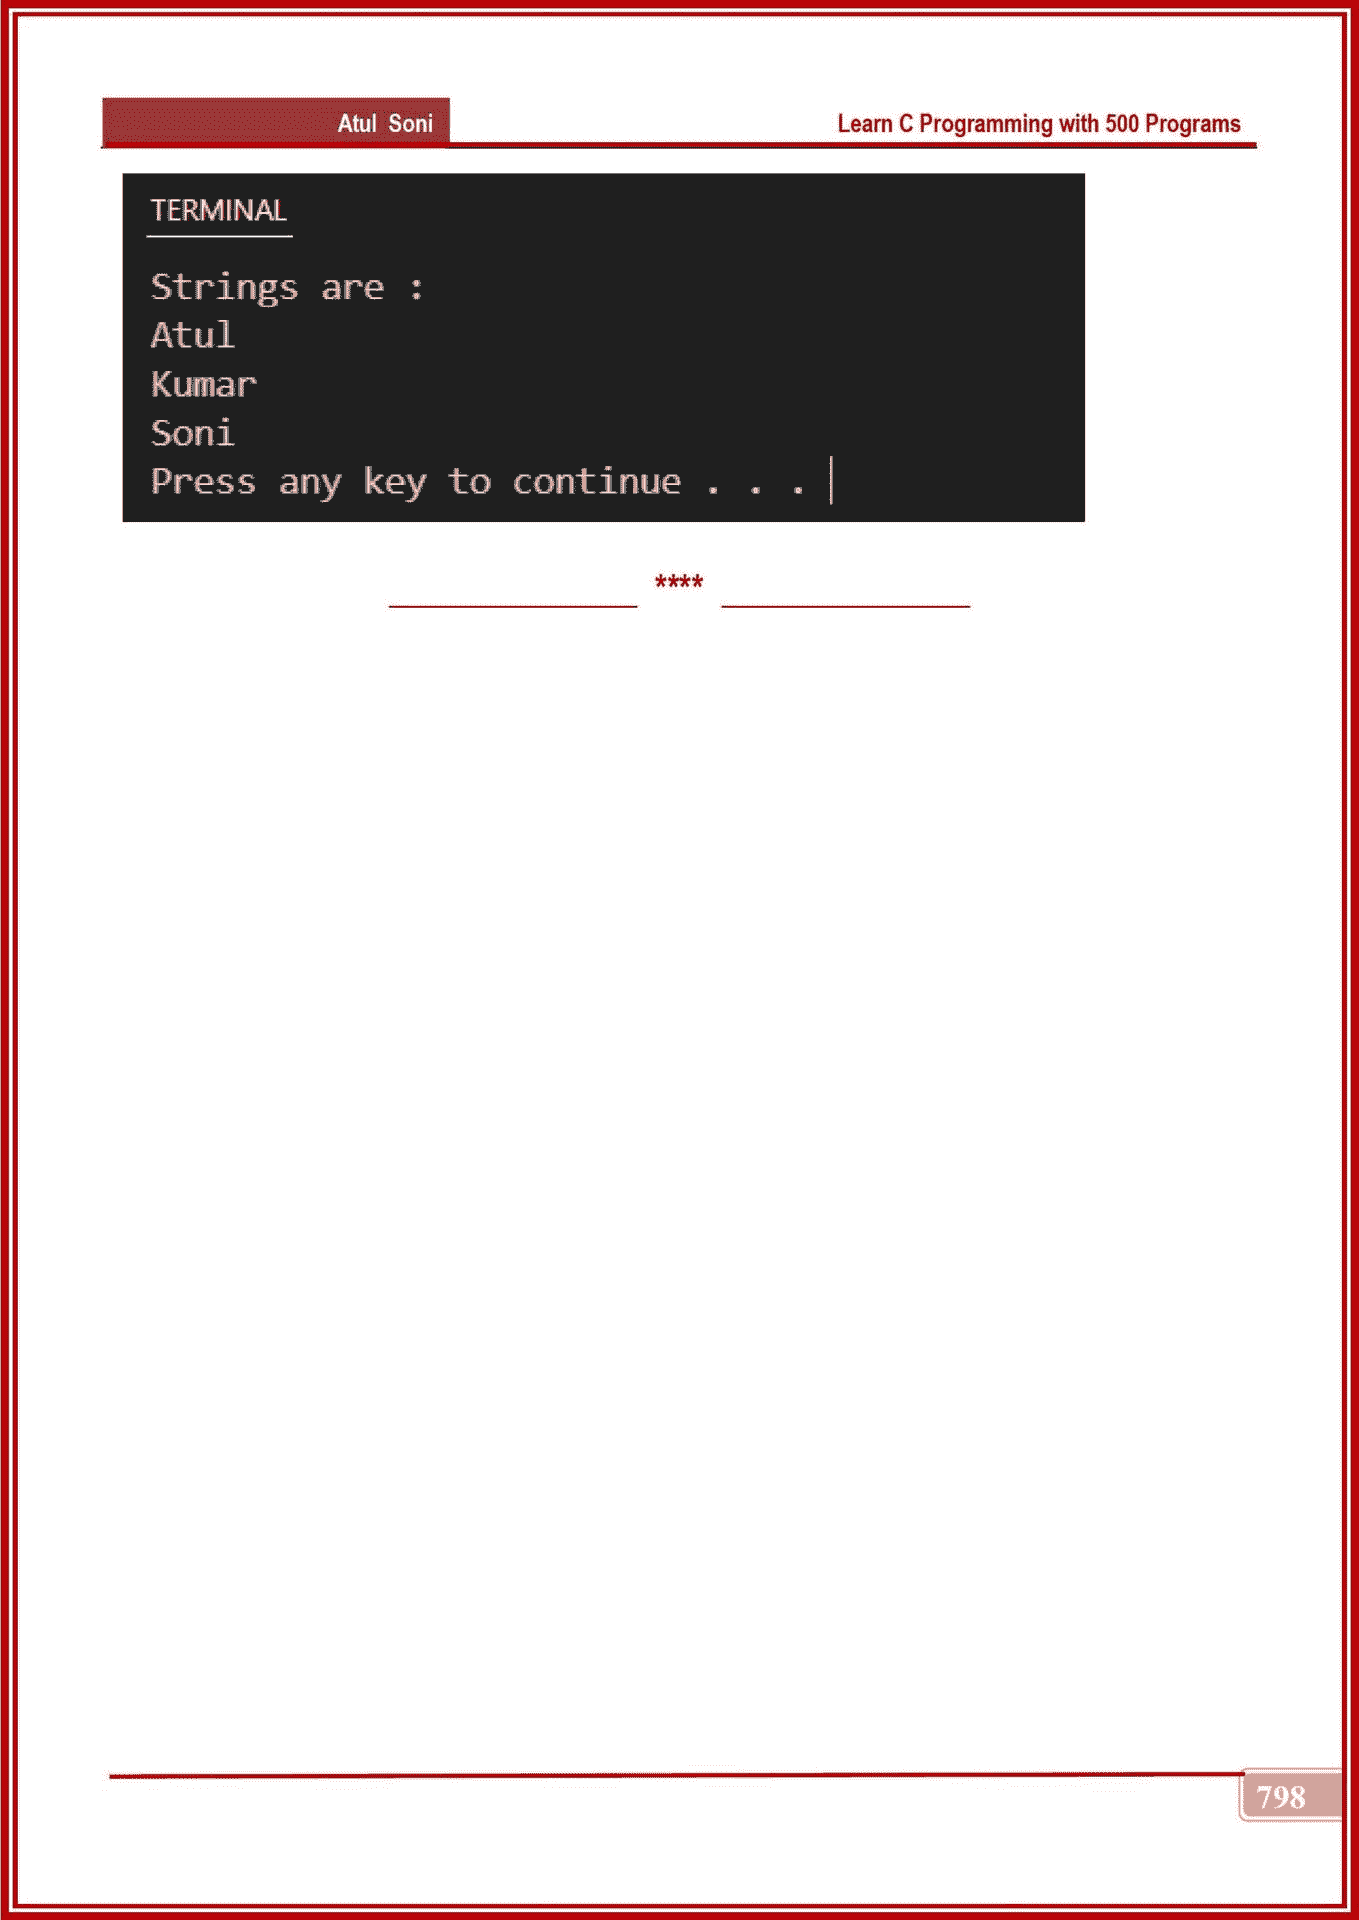 Atul Soni
Learn C Programming with 500 Programs
TERMINAL
Strings are :
Atul
Kumar
Soni
Press any key to continue . . .
****
798